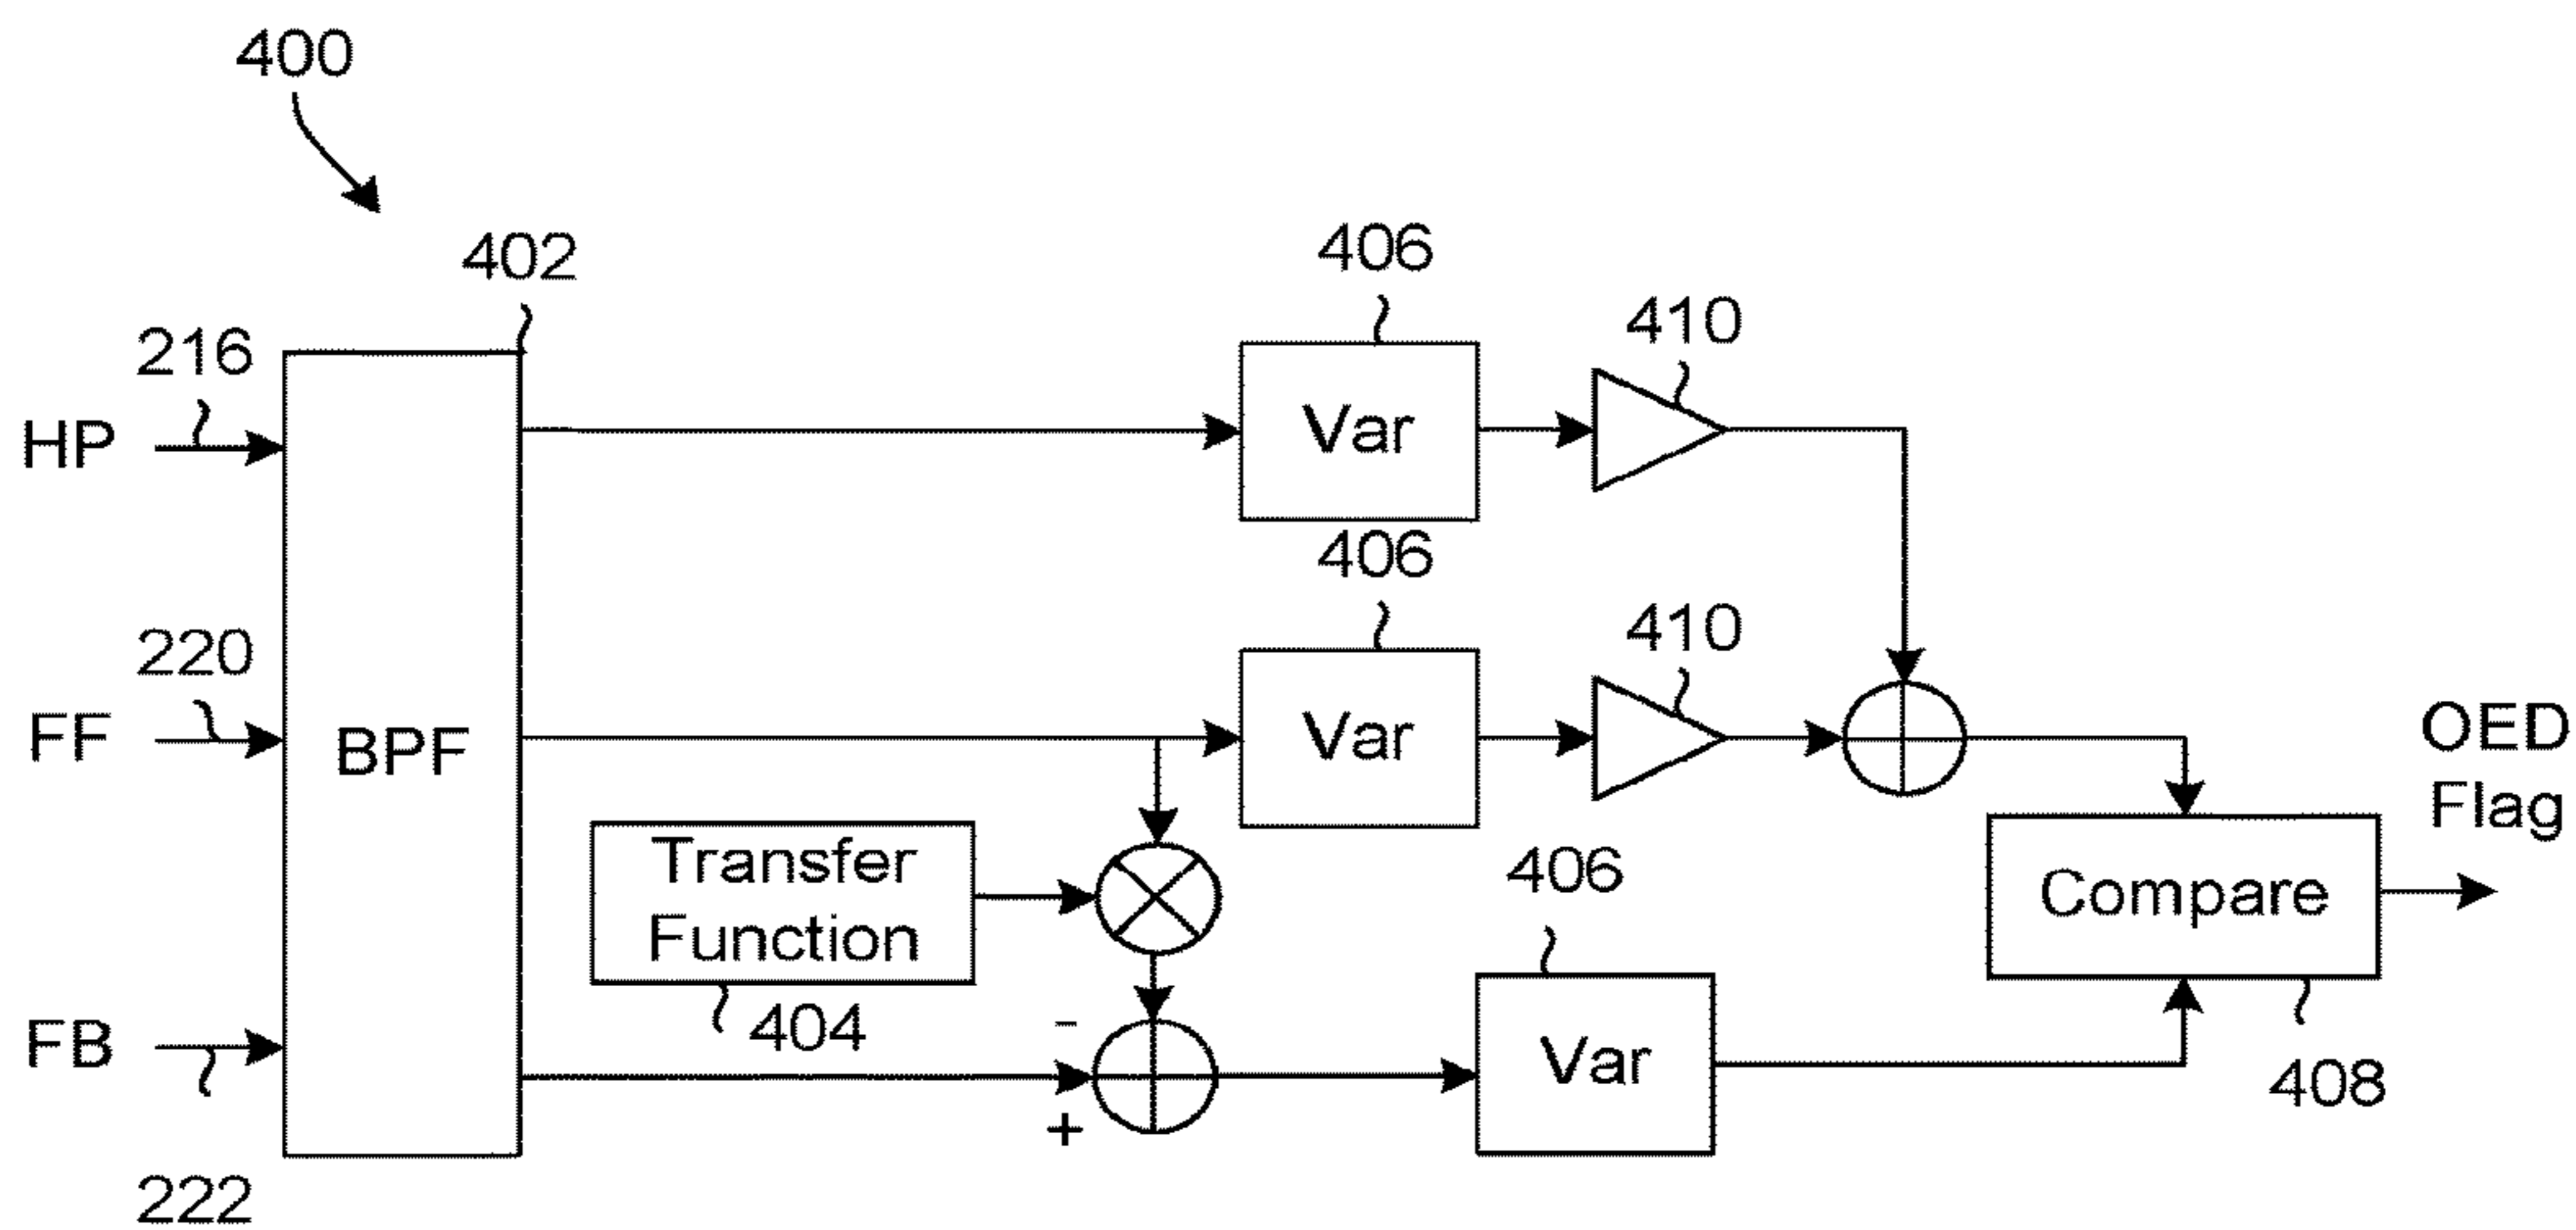 400
402
406
410
216
HP
Var
406
220
410
FF
BPF
Var
OED
Flag
Transfer
Function
406
Compare
404
-
FB
+
Var
408
222